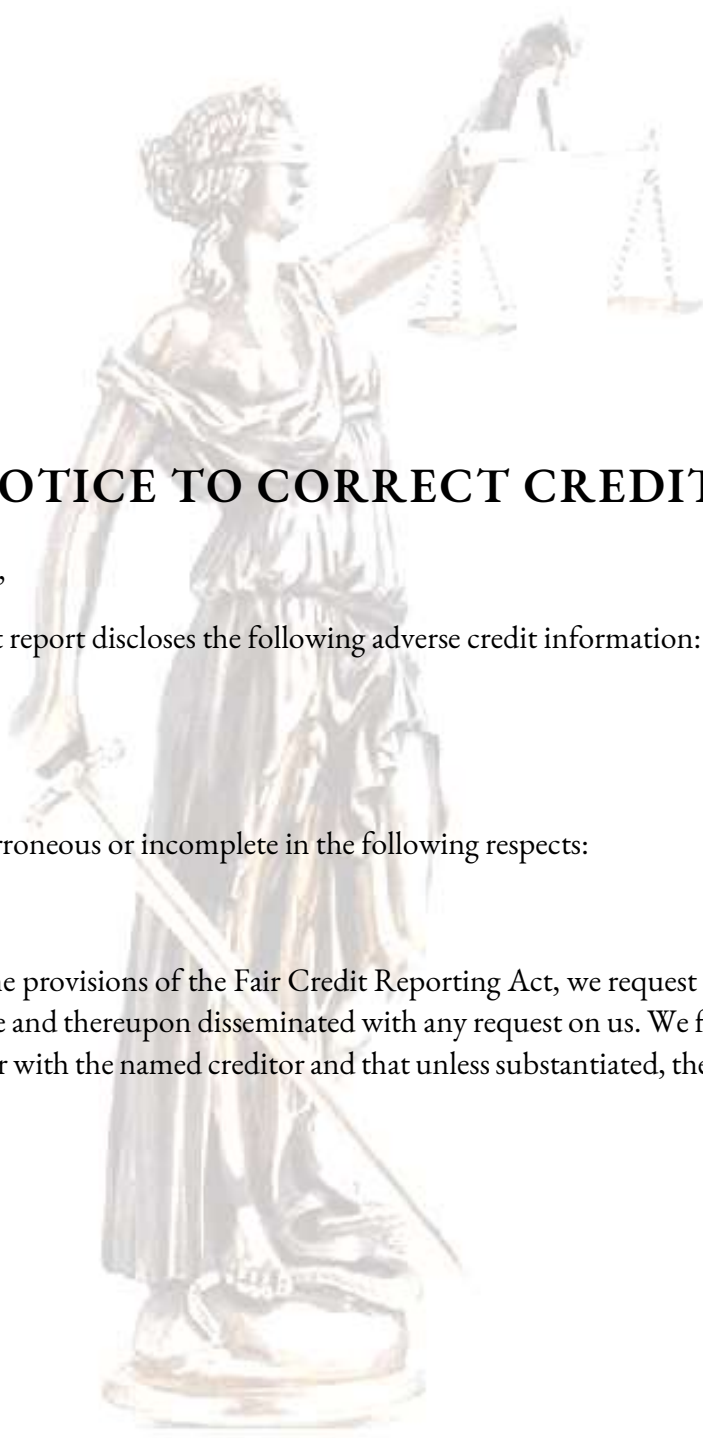 OTICE TO CORRECT CREDIT
,
t report discloses the following adverse credit information:
rroneous or incomplete in the following respects:
he provisions of the Fair Credit Reporting Act, we request
e and thereupon disseminated with any request on us. We f
r with the named creditor and that unless substantiated, the